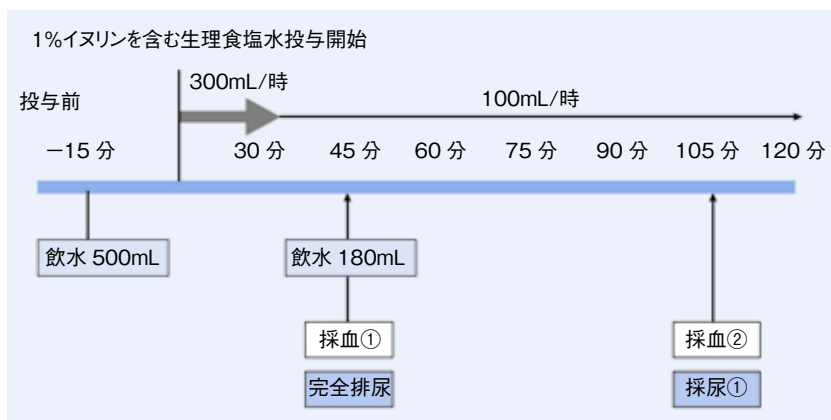 1%イヌリンを含む生理食塩水投与開始
300mL/時
投与前
100mL/時
−15 分
30 分
45 分
60 分
75 分
90 分
105 分
120 分
飲水 500mL
飲水 180mL
採血①
採血②
完全排尿
採尿①